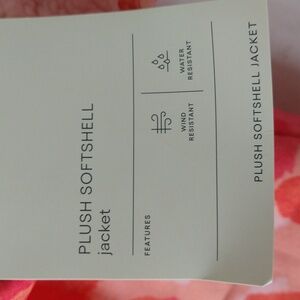 PLUSH SOFTSHELL
jacket
FEATURES
WIND
RESISTANT
WATER
RESISTANT
PLUSH SOFTSHELL JACKET